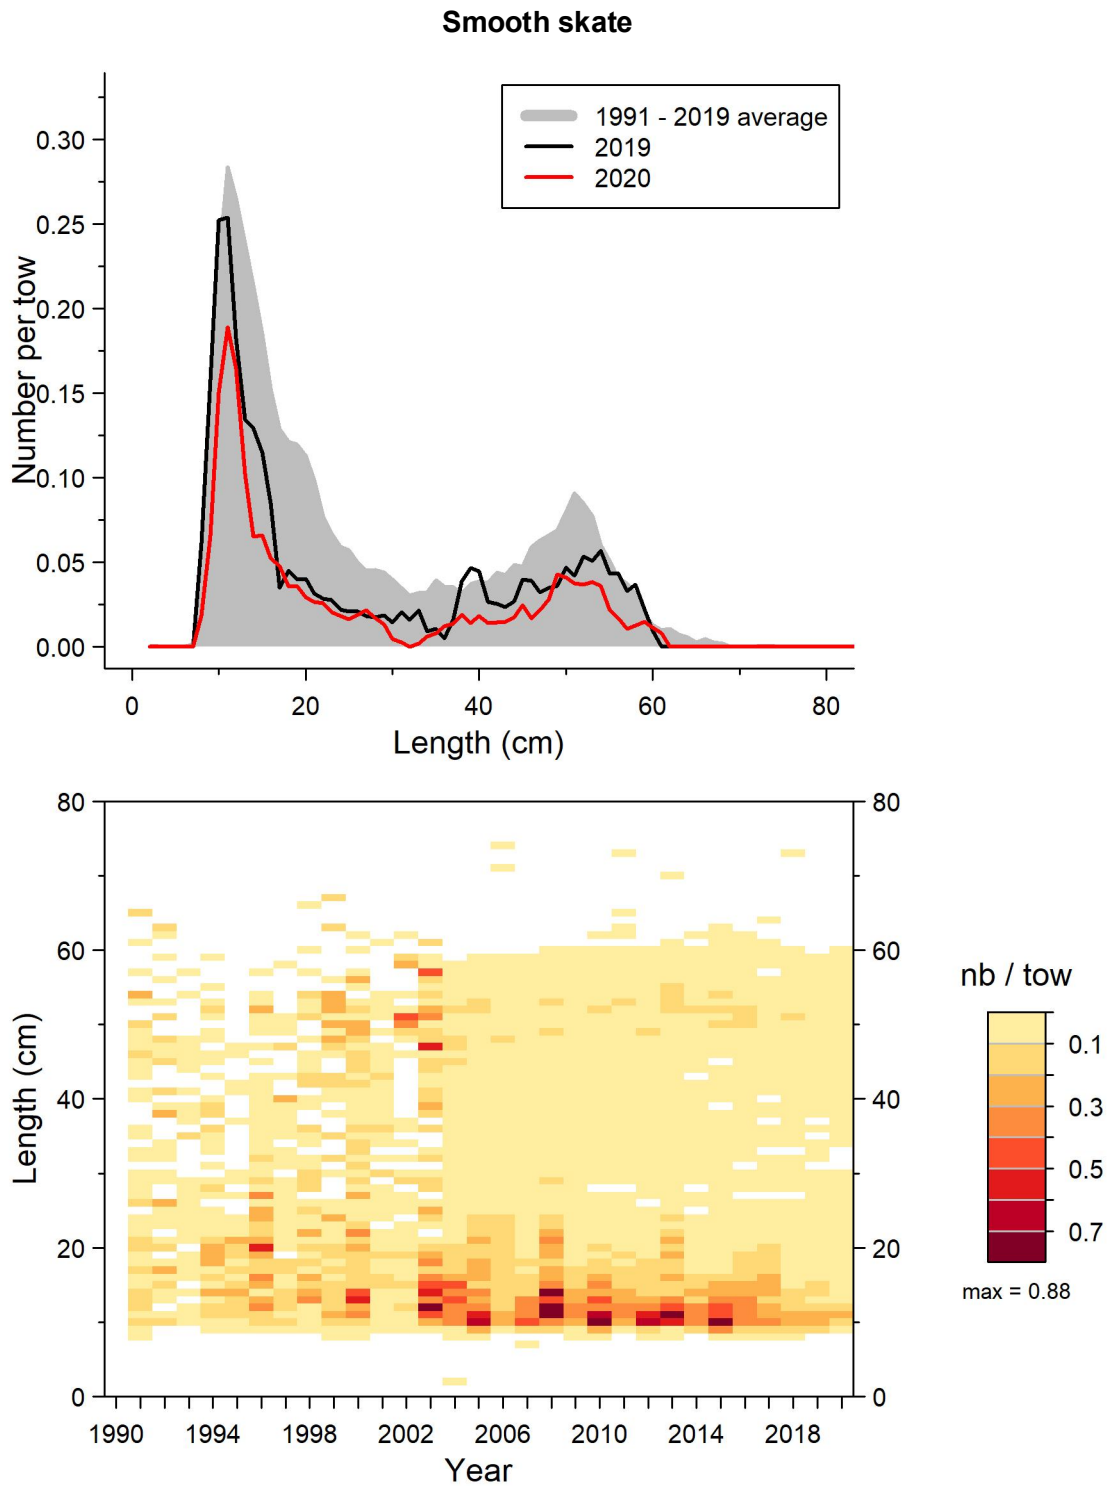 Smooth skate
1991 - 2019 average
2019
2020
0.30
0.25
0.20
0.15
0.10
0.05
0.00
Number per tow
0 20 40 60 80
Length (cm)
80 80
60 60
40 40
20 20
0 0
Length (cm)
1990 1994 1998 2002 2006 2010 2014 2018
Year
nb / tow
0.1
0.3
0.5
0.7
max = 0.88